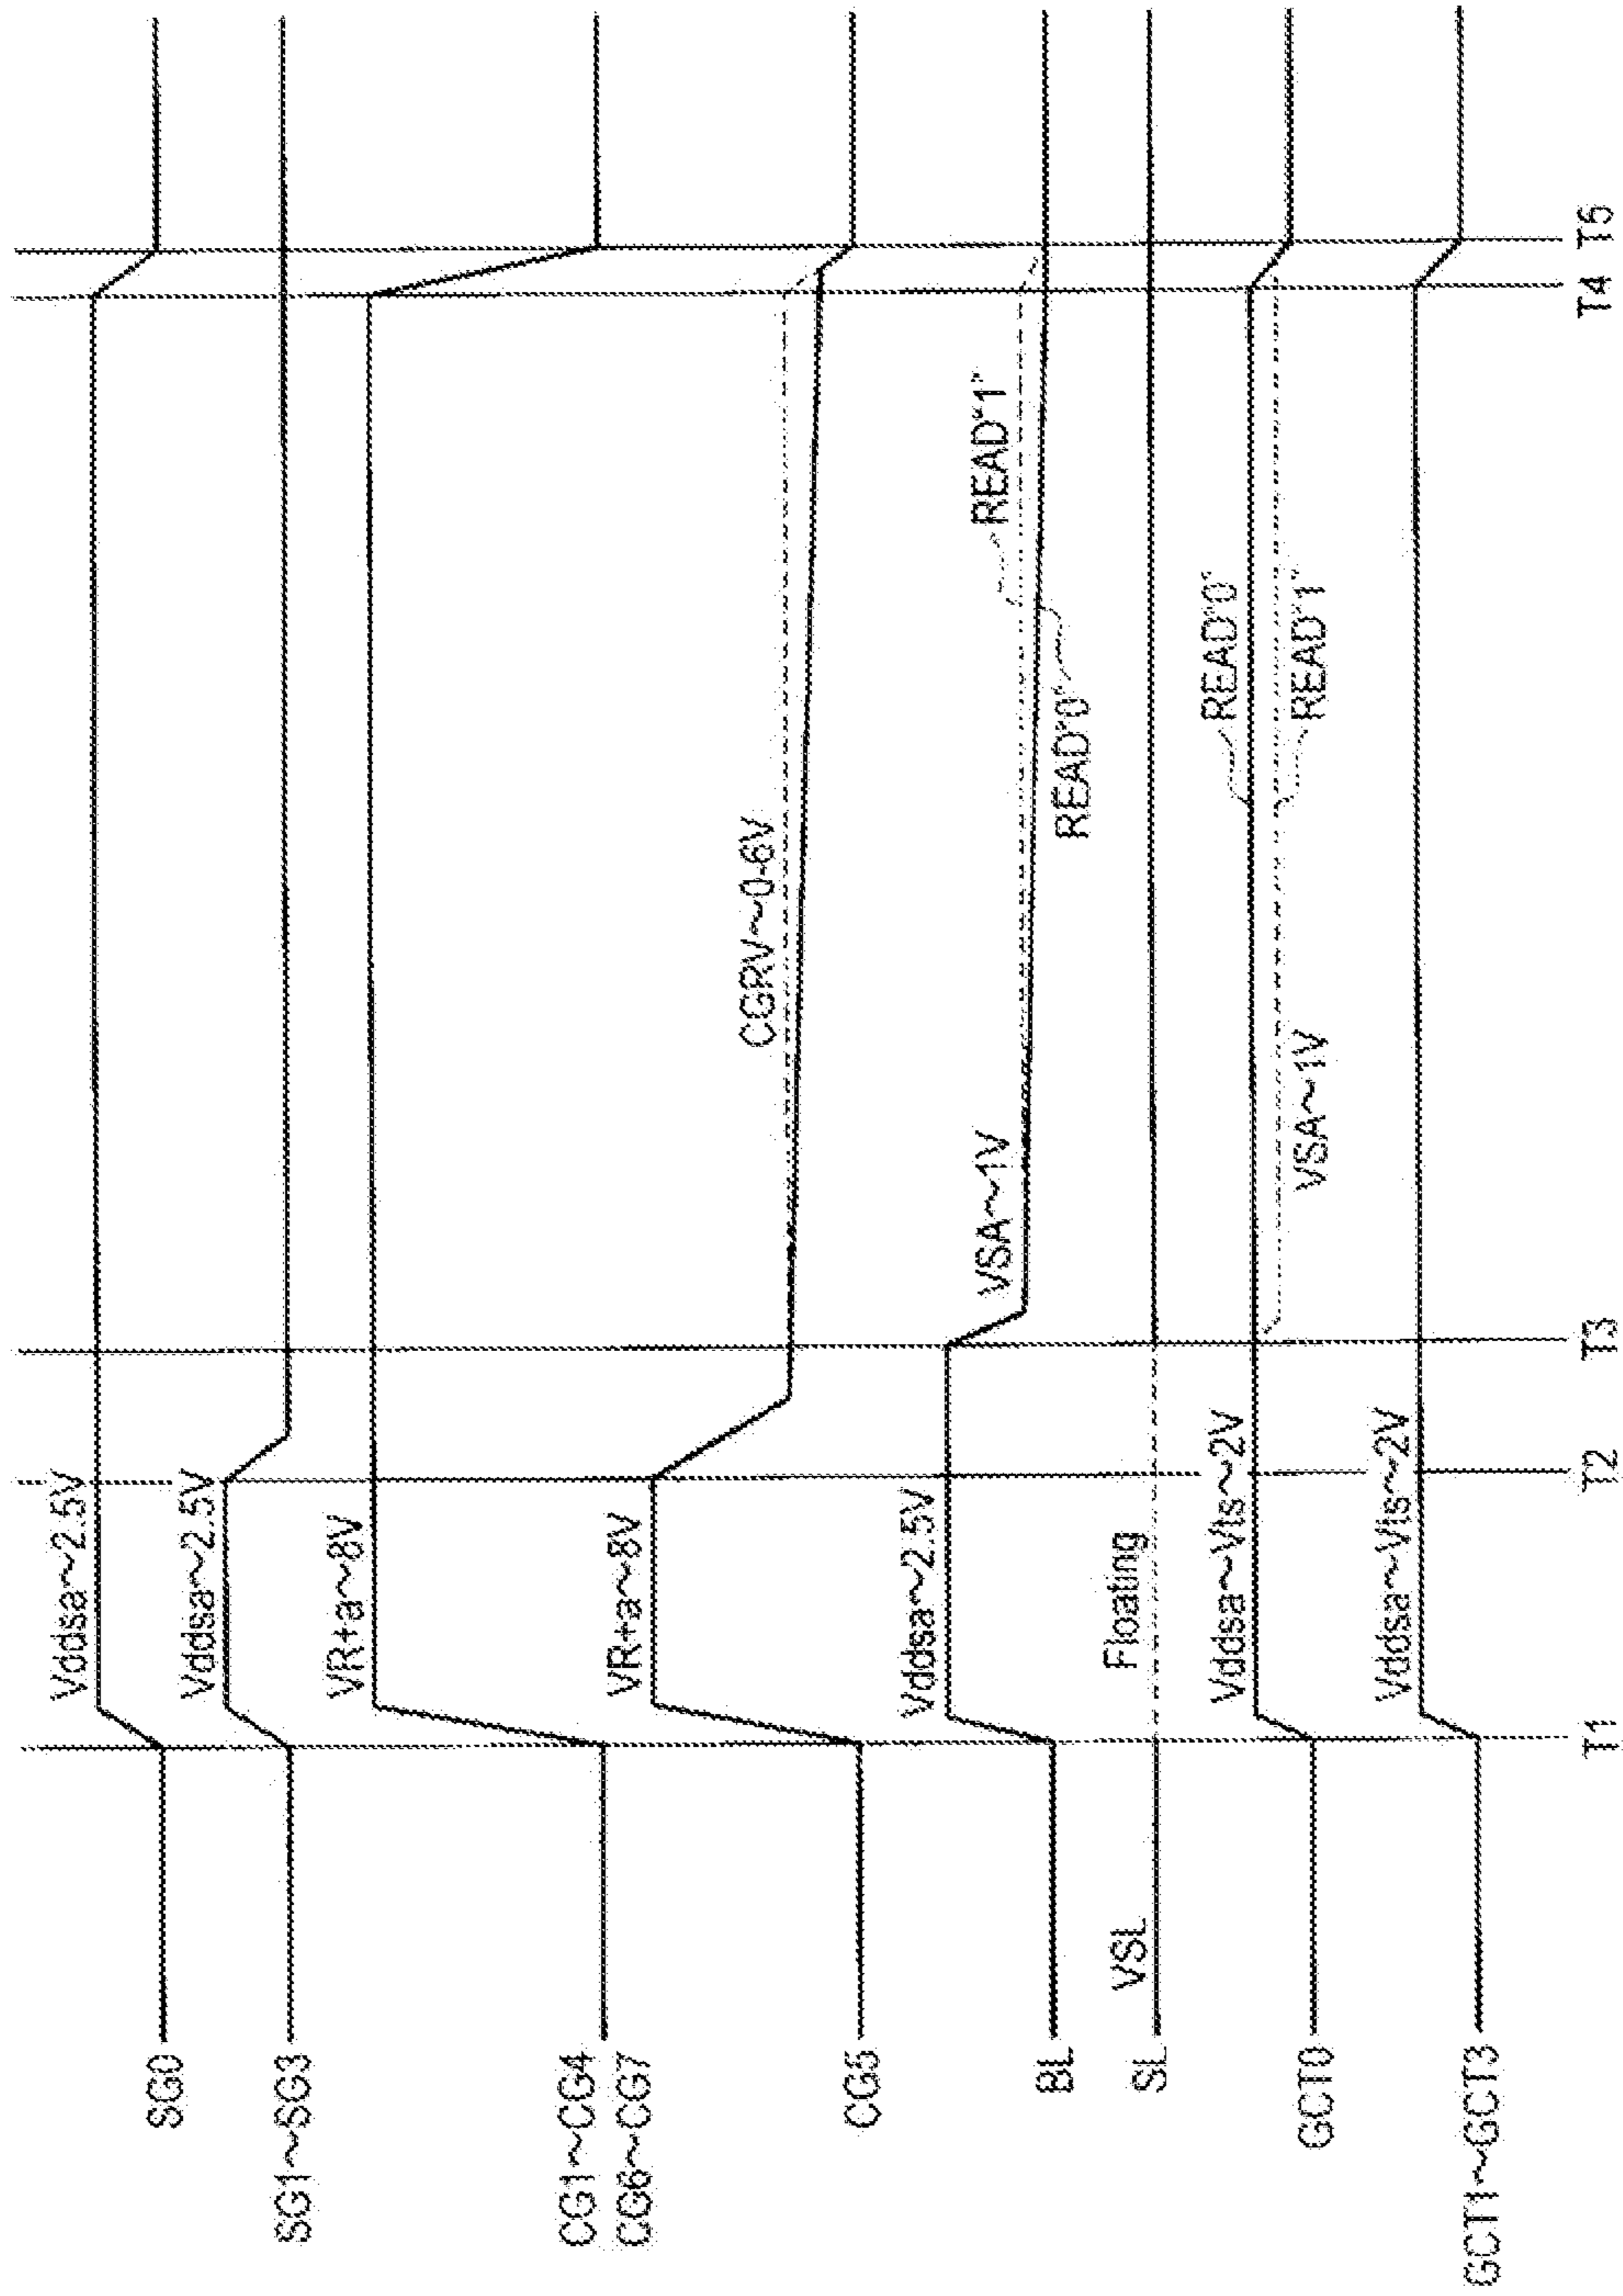 SG0
Vddsa~2.5V
SG1~SG3
Vddsa~2.5V
CG1~CG4
CG6~CG7
VR+a~8V
CG5
VR+a~8V
CGRV~0-6V
BL
Vddsa~2.5V
VSA~1V
READ"1"
READ"0"
SL
VSL
Floating
GCT0
Vddsa~Vts~2V
READ"0"
VSA~1V
READ"1"
GCT1~GCT3
Vddsa~Vts~2V
T1
T2
T3
T4
T5